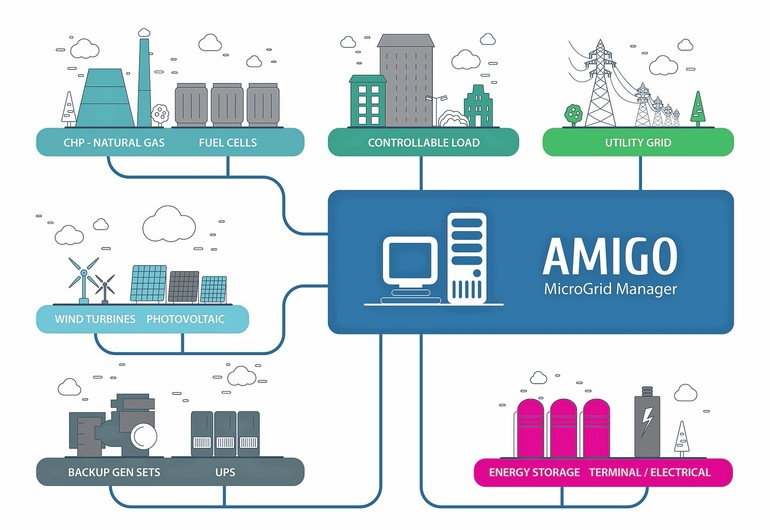 CHP - NATURAL GAS
FUEL CELLS
CONTROLLABLE LOAD
UTILITY GRID
AMIGO
MicroGrid Manager
WIND TURBINES
PHOTOVOLTAIC
BACKUP GEN SETS
UPS
ENERGY STORAGE
TERMINAL / ELECTRICAL